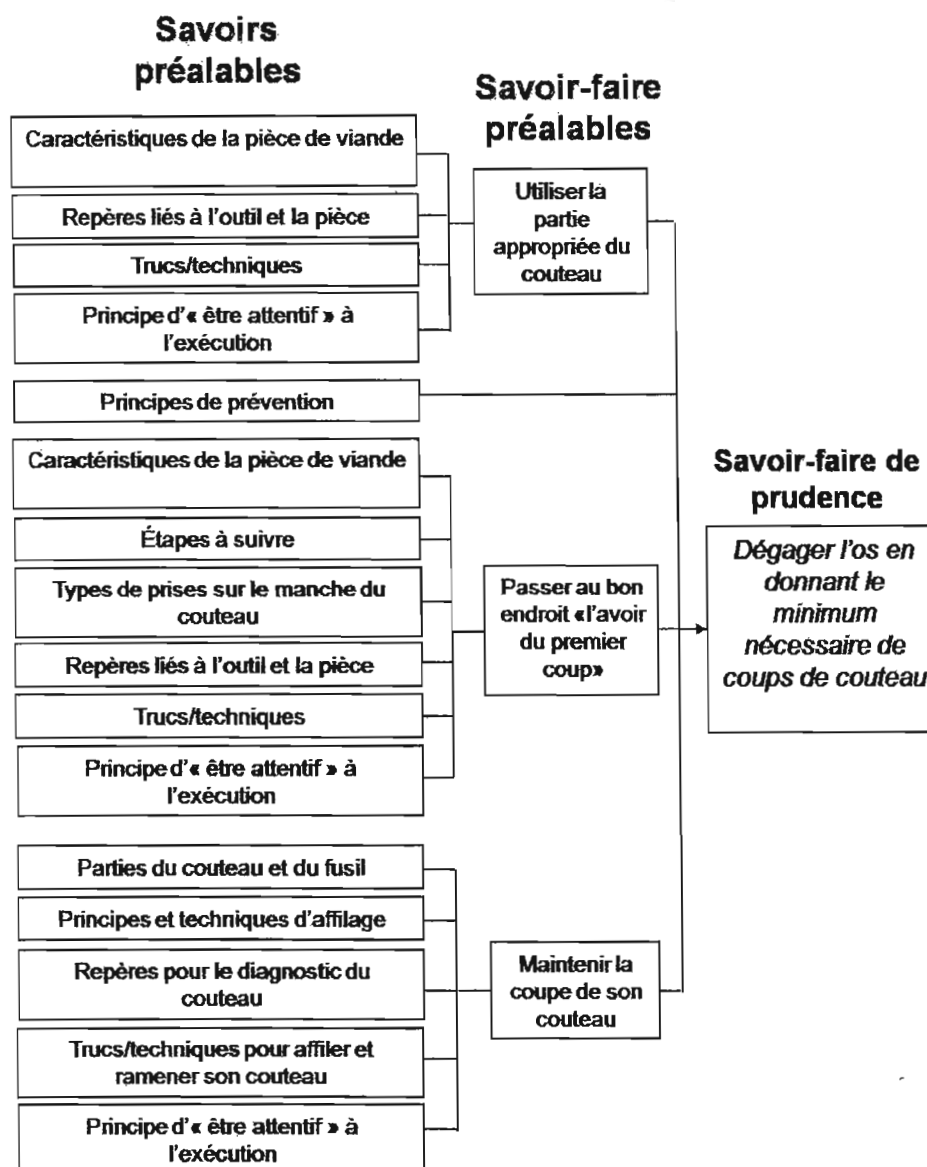 Savoirs
préalables
Caractéristiques de la pièce de viande
Repères liés à l'outil et la pièce
Trucs/techniques
Principe d'« être attentif » à
l'exécution
Principes de prévention
Caractéristiques de la pièce de viande
Étapes à suivre
Types de prises sur le manche du
couteau
Repères liés à l'outil et la pièce
Trucs/techniques
Principe d'« être attentif » à
l'exécution
Parties du couteau et du fusil
Principes et techniques d'affilage
Repères pour le diagnostic du
couteau
Trucs/techniques pour affiler et
ramener son couteau
Principe d'« être attentif » à
l'exécution
Savoir-faire
préalables
Utiliser la
partie
appropriée du
couteau
Passer au bon
endroit «l'avoir
du premier
coup»
Maintenir la
coupe de son
couteau
Savoir-faire de
prudence
Dégager l'os en
donnant le
minimum
nécessaire de
coups de couteau